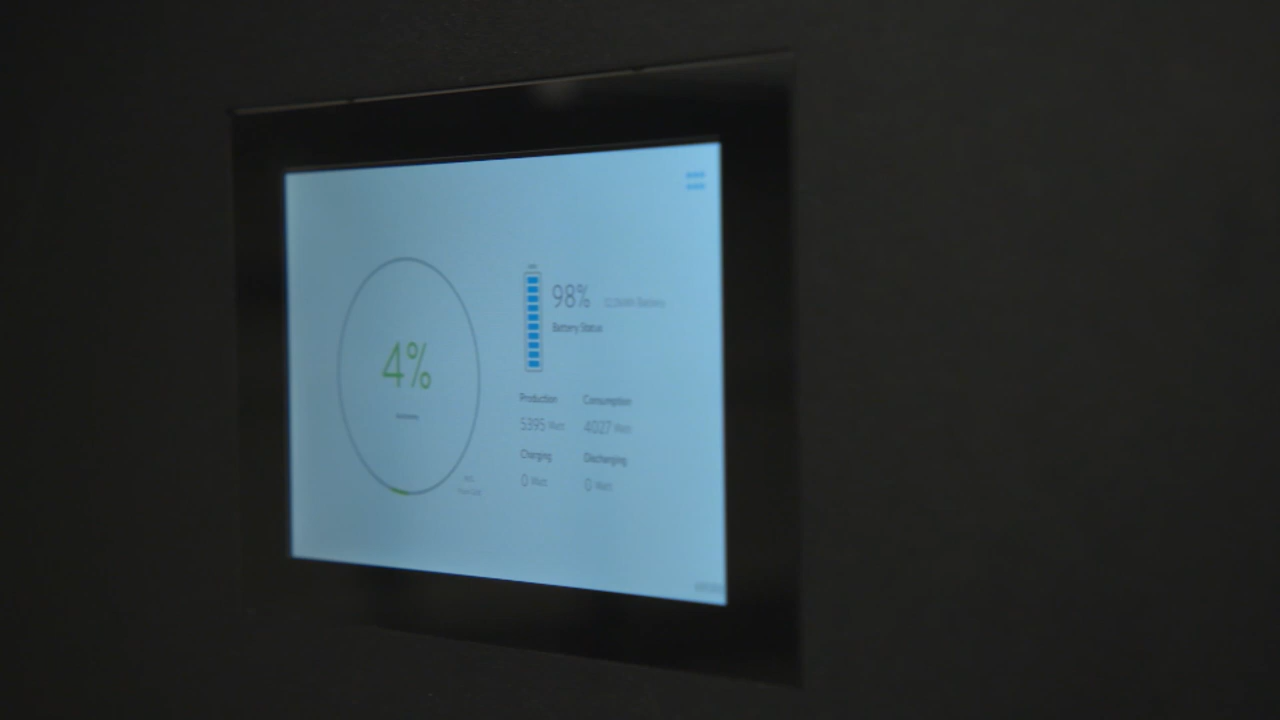 4%
98%
Battery Status
Production Consumption
5395 Watt 4027 Watt
Charging Discharging
0 Watt 0 Watt